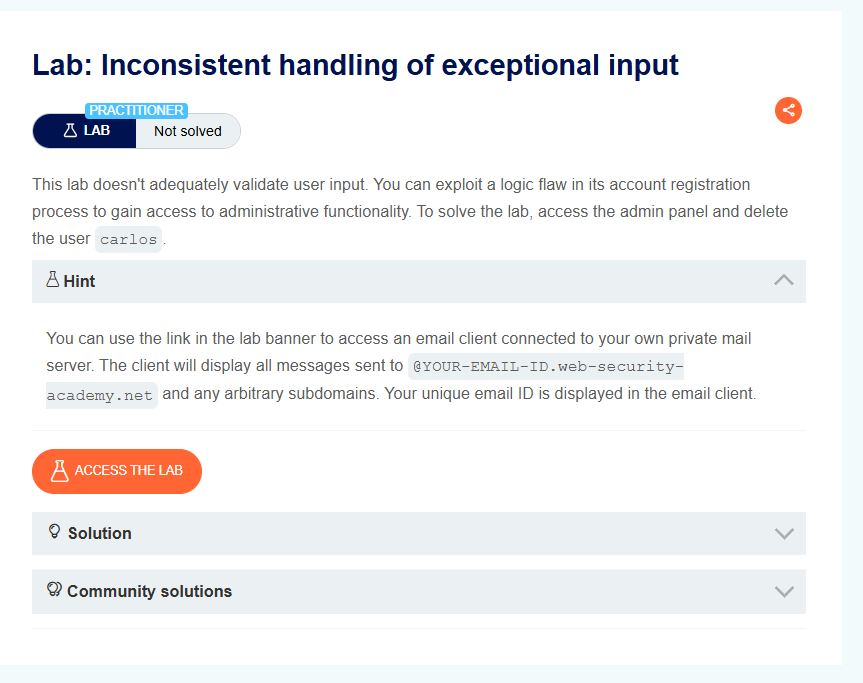 Lab: Inconsistent handling of exceptional input
PRACTITIONER
LAB
Not solved
This lab doesn't adequately validate user input. You can exploit a logic flaw in its account registration
process to gain access to administrative functionality. To solve the lab, access the admin panel and delete
the user carlos.
Hint
You can use the link in the lab banner to access an email client connected to your own private mail
server. The client will display all messages sent to @YOUR-EMAIL-ID.web-security-
academy.net and any arbitrary subdomains. Your unique email ID is displayed in the email client.
ACCESS THE LAB
Solution
Community solutions